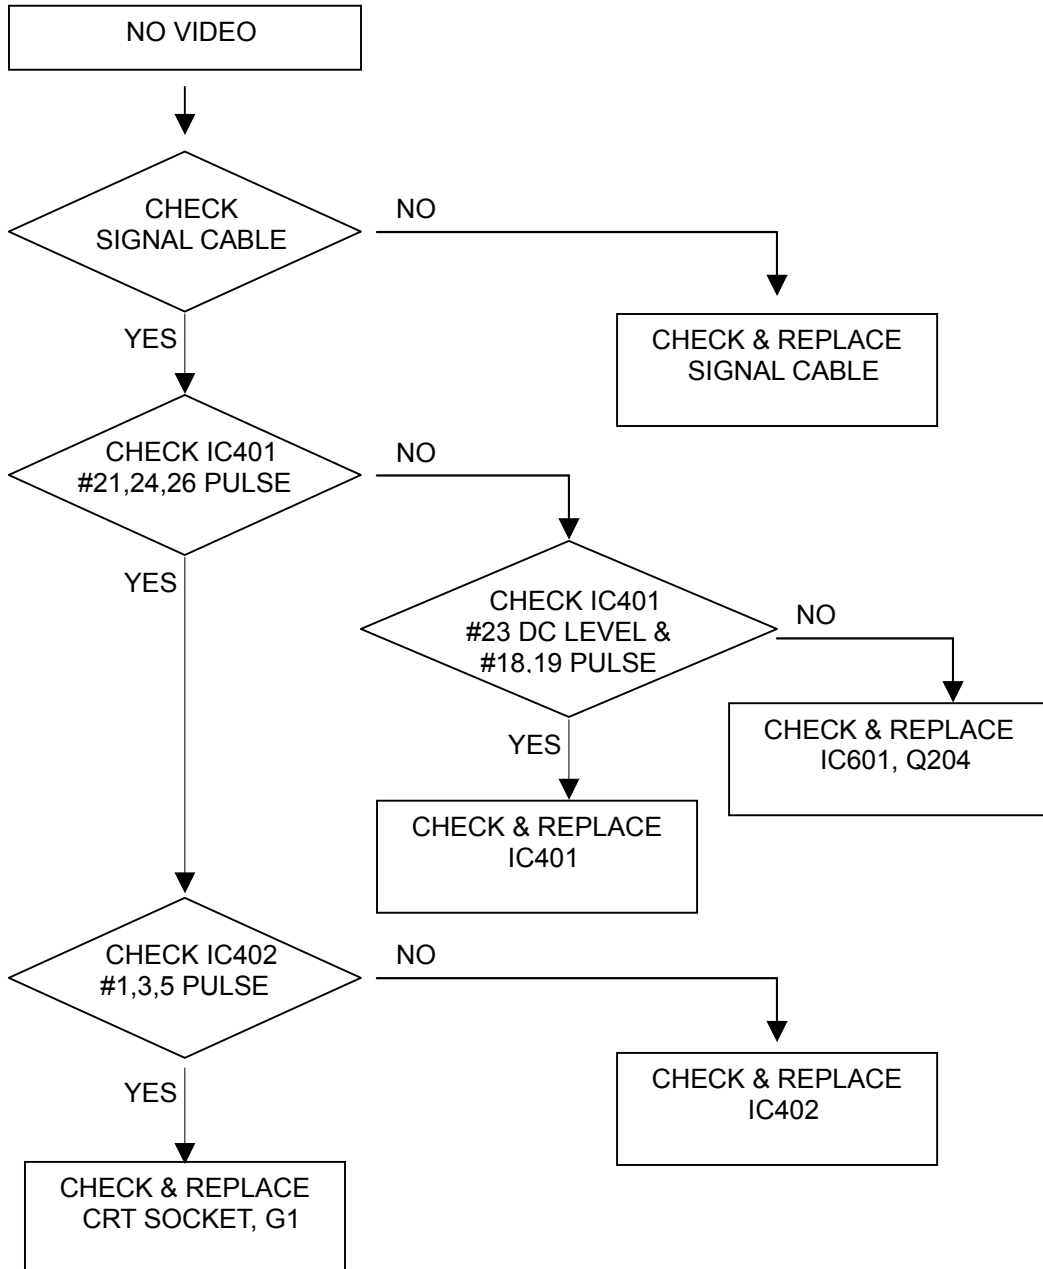 NO VIDEO
CHECK
SIGNAL CABLE
NO
YES
CHECK & REPLACE
SIGNAL CABLE
CHECK IC401
#21,24,26 PULSE
NO
YES
CHECK IC401
#23 DC LEVEL &
#18.19 PULSE
NO
YES
CHECK & REPLACE
IC601, Q204
CHECK & REPLACE
IC401
CHECK IC402
#1,3,5 PULSE
NO
YES
CHECK & REPLACE
IC402
CHECK & REPLACE
CRT SOCKET, G1